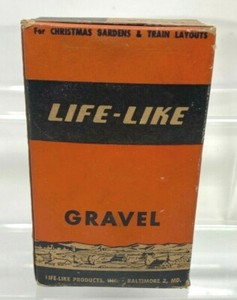 For CHRISTMAS GARDENS & TRAIN LAYOUTS
LIFE-LIKE
GRAVEL
LIFE-LIKE PRODUCTS, INC. BALTIMORE 2, MD.